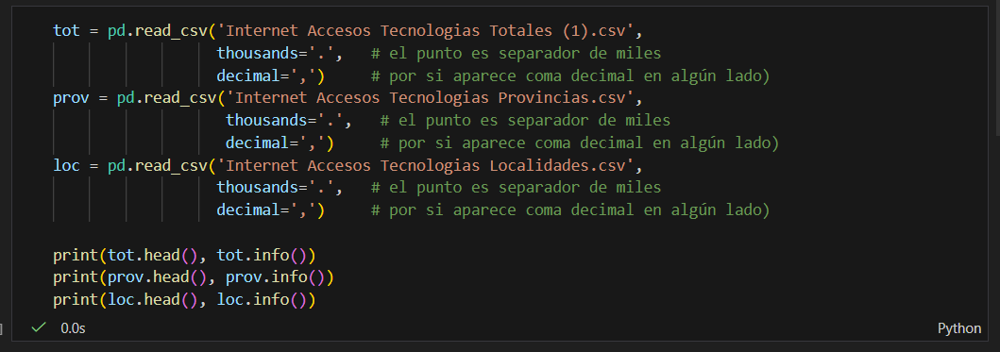 tot = pd.read_csv('Internet Accesos Tecnologias Totales (1).csv',
thousands='.',   # el punto es separador de miles
decimal=',')     # por si aparece coma decimal en algún lado)
prov = pd.read_csv('Internet Accesos Tecnologias Provincias.csv',
thousands='.',   # el punto es separador de miles
decimal=',')     # por si aparece coma decimal en algún lado)
loc = pd.read_csv('Internet Accesos Tecnologias Localidades.csv',
thousands='.',   # el punto es separador de miles
decimal=',')     # por si aparece coma decimal en algún lado)
print(tot.head(), tot.info())
print(prov.head(), prov.info())
print(loc.head(), loc.info())
] 0.0s Python